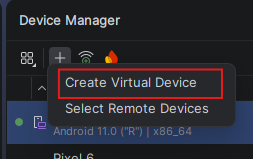 Device Manager
Create Virtual Device
Select Remote Devices
Android 11.0 ("R") | x86_64
Pixel 6